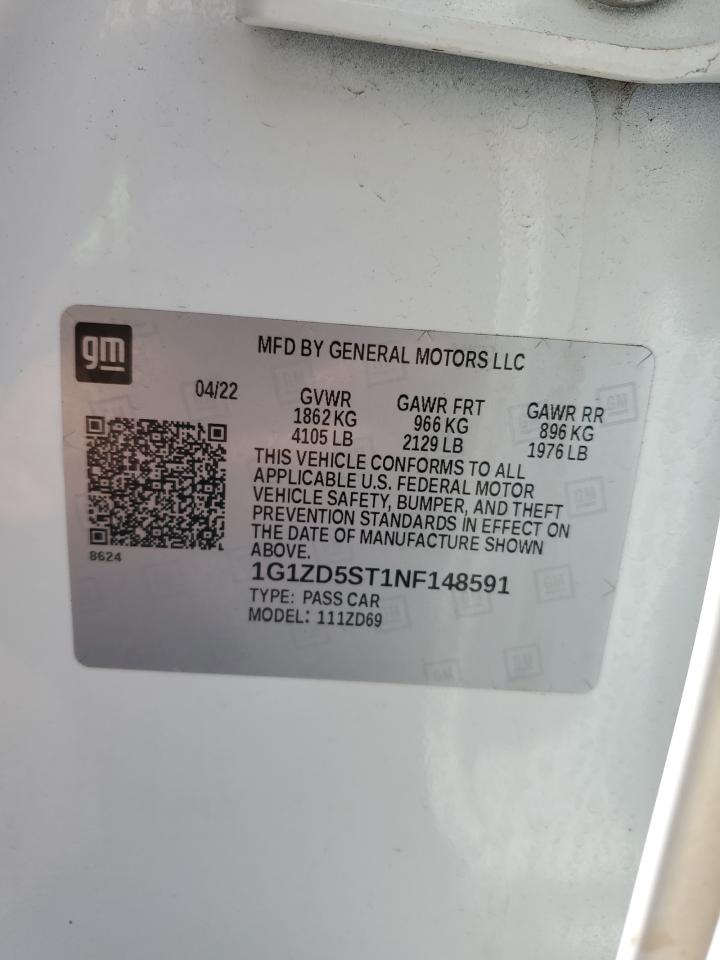 gm
MFD BY GENERAL MOTORS LLC
04/22
GVWR GAWR FRT GAWR RR
1862 KG 966 KG 896 KG
4105 LB 2129 LB 1976 LB
THIS VEHICLE CONFORMS TO ALL
APPLICABLE U.S. FEDERAL MOTOR
VEHICLE SAFETY, BUMPER, AND THEFT
PREVENTION STANDARDS IN EFFECT ON
THE DATE OF MANUFACTURE SHOWN
ABOVE.
8624
1G1ZD5ST1NF148591
TYPE: PASS CAR
MODEL: 111ZD69